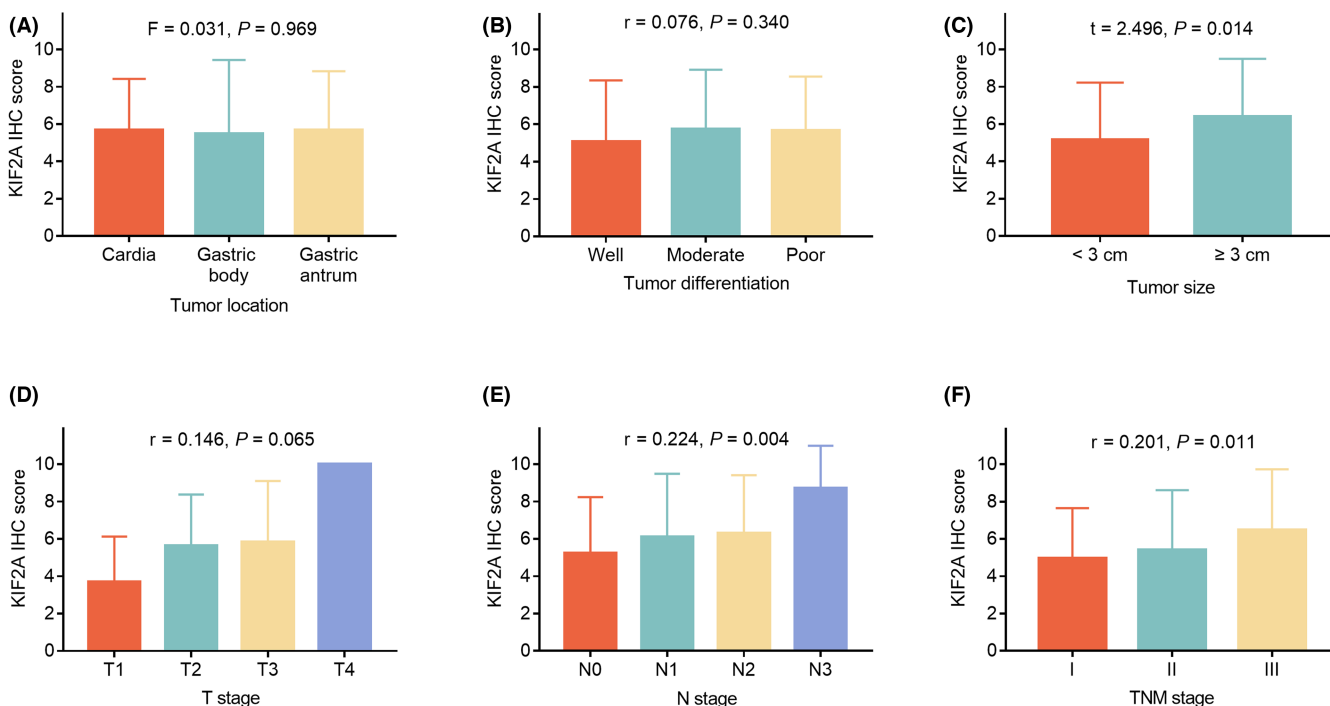 (A)
F = 0.031, P = 0.969
KIF2A IHC score
10
8
6
4
2
0
Cardia
Gastric body
Gastric antrum
Tumor location
(B)
r = 0.076, P = 0.340
KIF2A IHC score
10
8
6
4
2
0
Well
Moderate
Poor
Tumor differentiation
(C)
t = 2.496, P = 0.014
KIF2A IHC score
10
8
6
4
2
0
< 3 cm
≥ 3 cm
Tumor size
(D)
r = 0.146, P = 0.065
KIF2A IHC score
10
8
6
4
2
0
T1
T2
T3
T4
T stage
(E)
r = 0.224, P = 0.004
KIF2A IHC score
10
8
6
4
2
0
N0
N1
N2
N3
N stage
(F)
r = 0.201, P = 0.011
KIF2A IHC score
10
8
6
4
2
0
I
II
III
TNM stage